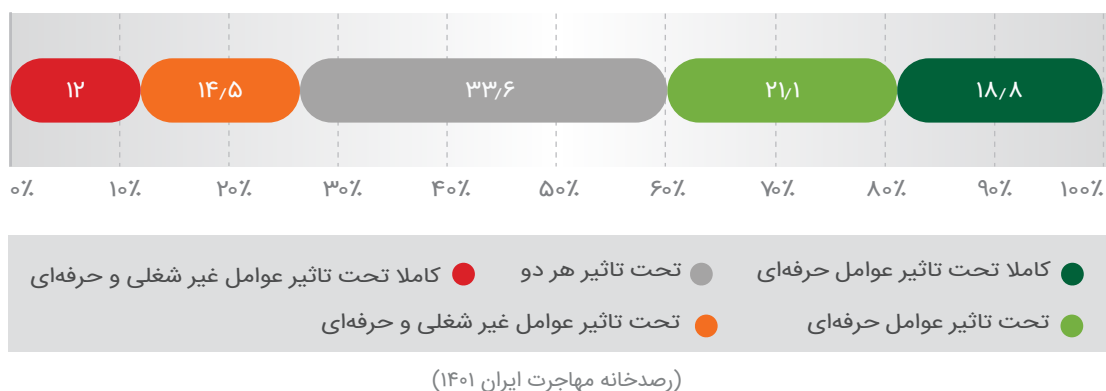 ۱۲ ۱۴٫۵ ۳۳٫۶ ۲۱٫۱ ۱۸٫۸
۰٪ ۱۰٪ ۲۰٪ ۳۰٪ ۴۰٪ ۵۰٪ ۶۰٪ ۷۰٪ ۸۰٪ ۹۰٪ ۱۰۰٪
کاملا تحت تاثیر عوامل حرفه‌ای تحت تاثیر هر دو کاملا تحت تاثیر عوامل غیر شغلی و حرفه‌ای
تحت تاثیر عوامل حرفه‌ای تحت تاثیر عوامل غیر شغلی و حرفه‌ای
(رصدخانه مهاجرت ایران ۱۴۰۱)